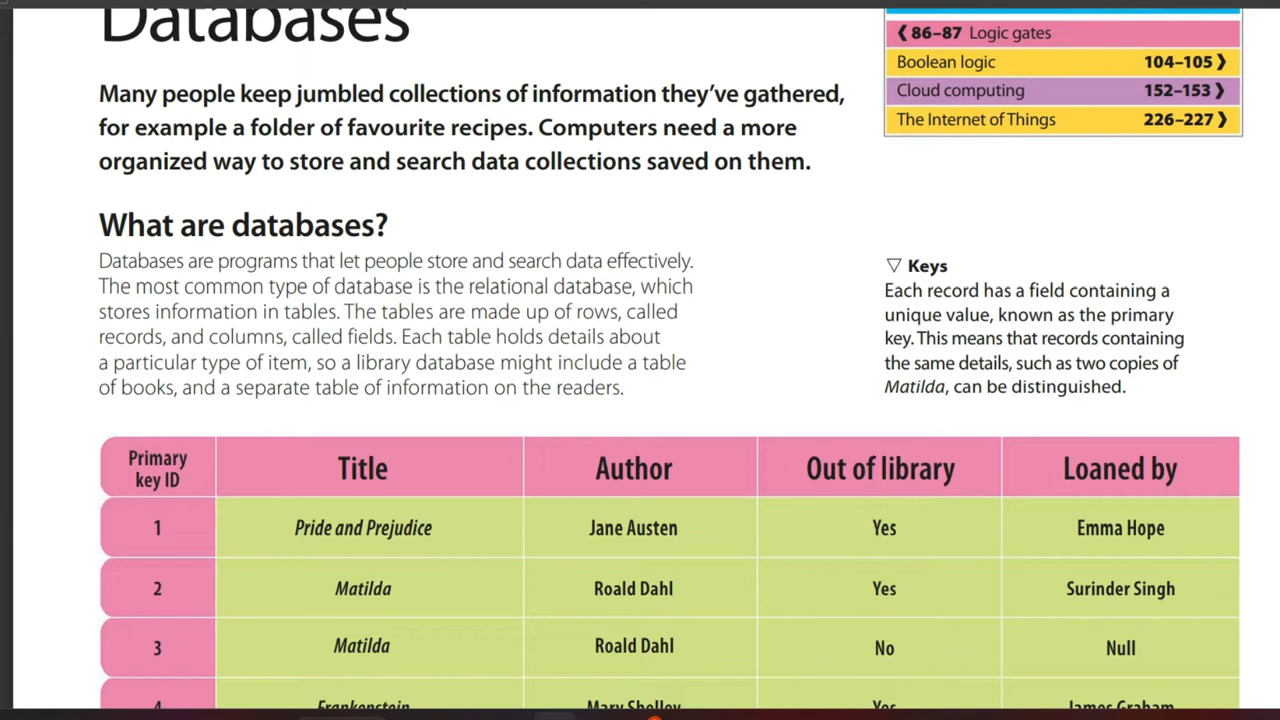 Databases
❬ 86–87 Logic gates
Boolean logic 104–105 ❭
Cloud computing 152–153 ❭
The Internet of Things 226–227 ❭
Many people keep jumbled collections of information they’ve gathered,
for example a folder of favourite recipes. Computers need a more
organized way to store and search data collections saved on them.
What are databases?
Databases are programs that let people store and search data effectively.
The most common type of database is the relational database, which
stores information in tables. The tables are made up of rows, called
records, and columns, called fields. Each table holds details about
a particular type of item, so a library database might include a table
of books, and a separate table of information on the readers.
▽ Keys
Each record has a field containing a
unique value, known as the primary
key. This means that records containing
the same details, such as two copies of
Matilda, can be distinguished.
Primary
key ID
Title Author Out of library Loaned by
1 Pride and Prejudice Jane Austen Yes Emma Hope
2 Matilda Roald Dahl Yes Surinder Singh
3 Matilda Roald Dahl No Null
4 Frankenstein Mary Shelley Yes James Graham